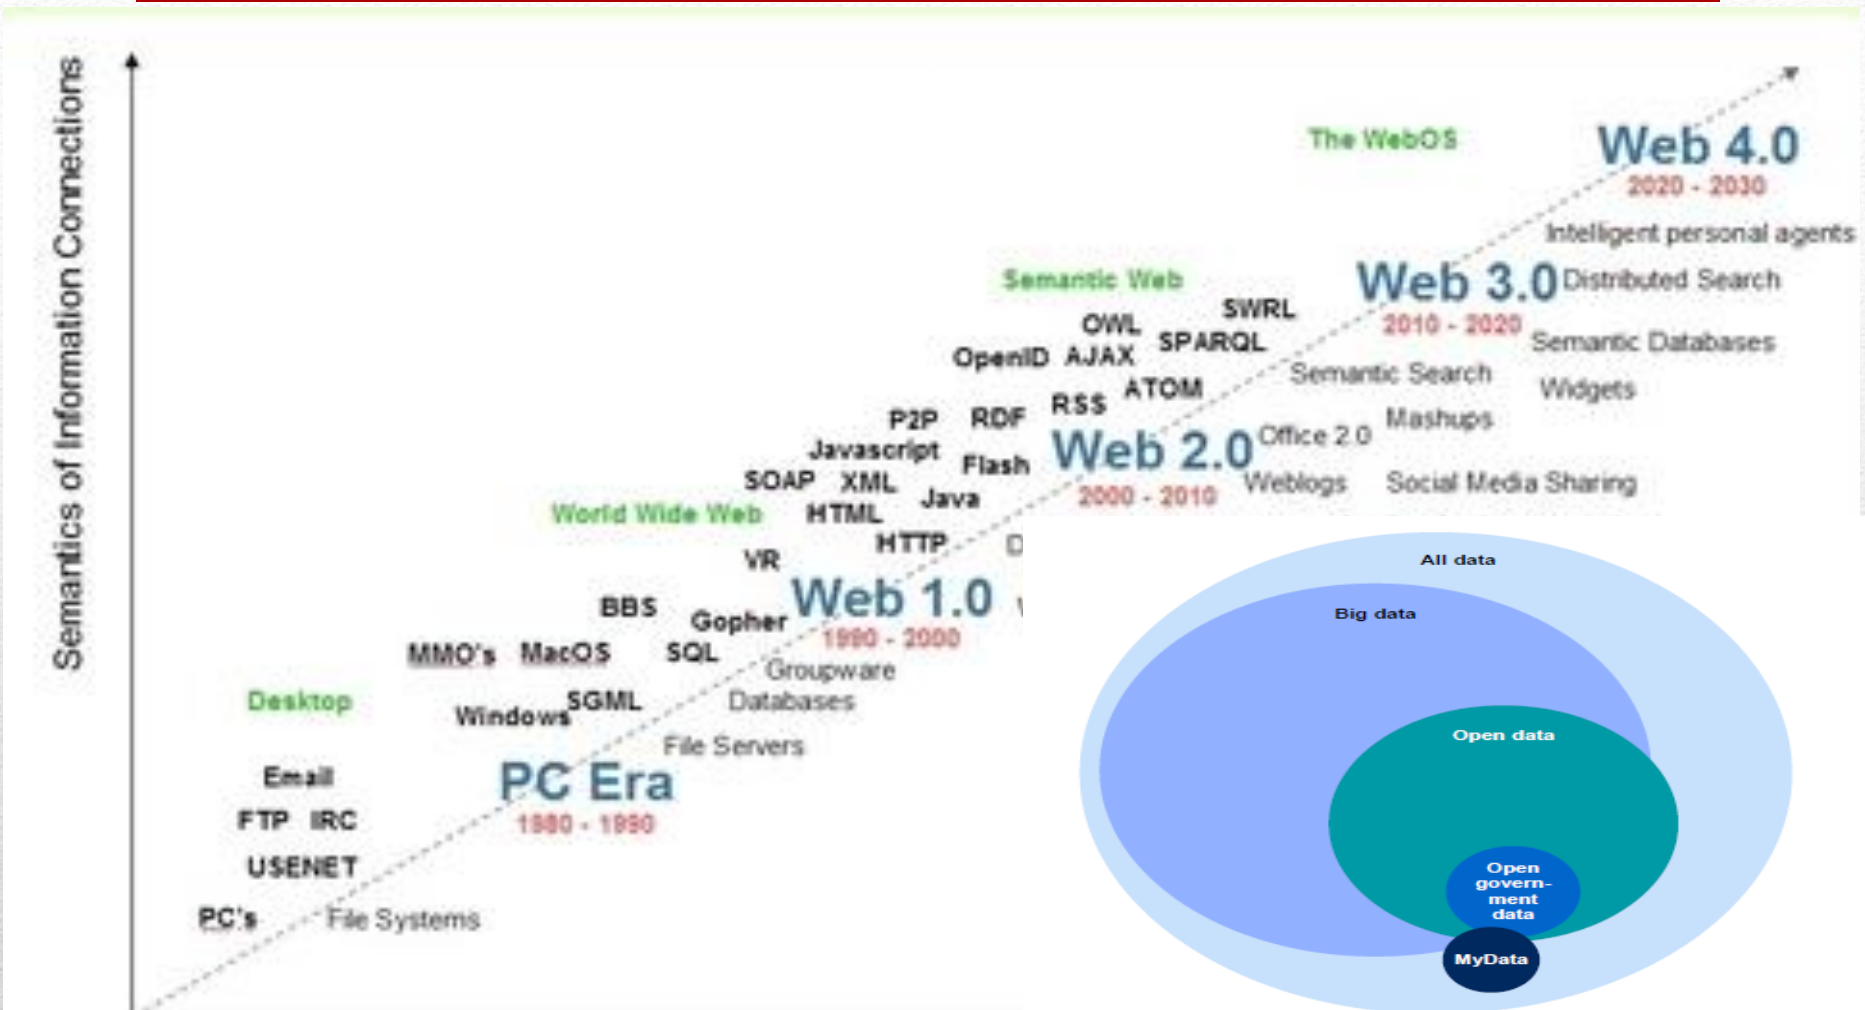 Semantics of Information Connections
The WebOS
Web 4.0
2020 - 2030
Intelligent personal agents
Semantic Web
Web 3.0
Distributed Search
2010 - 2020
SWRL
OWL
SPARQL
Semantic Databases
OpenID AJAX
Semantic Search
Widgets
ATOM
RSS
P2P RDF
Mashups
Office 2.0
Web 2.0
Javascript
Flash
SOAP XML
Java
2000 - 2010
Weblogs
Social Media Sharing
World Wide Web
HTML
HTTP
VR
Web 1.0
1990 - 2000
BBS
Gopher
MMO's MacOS SQL
Groupware
Desktop
SGML
Windows
Databases
File Servers
PC Era
1980 - 1990
Email
FTP IRC
USENET
PC's
File Systems
All data
Big data
Open data
Open
govern-
ment
data
MyData